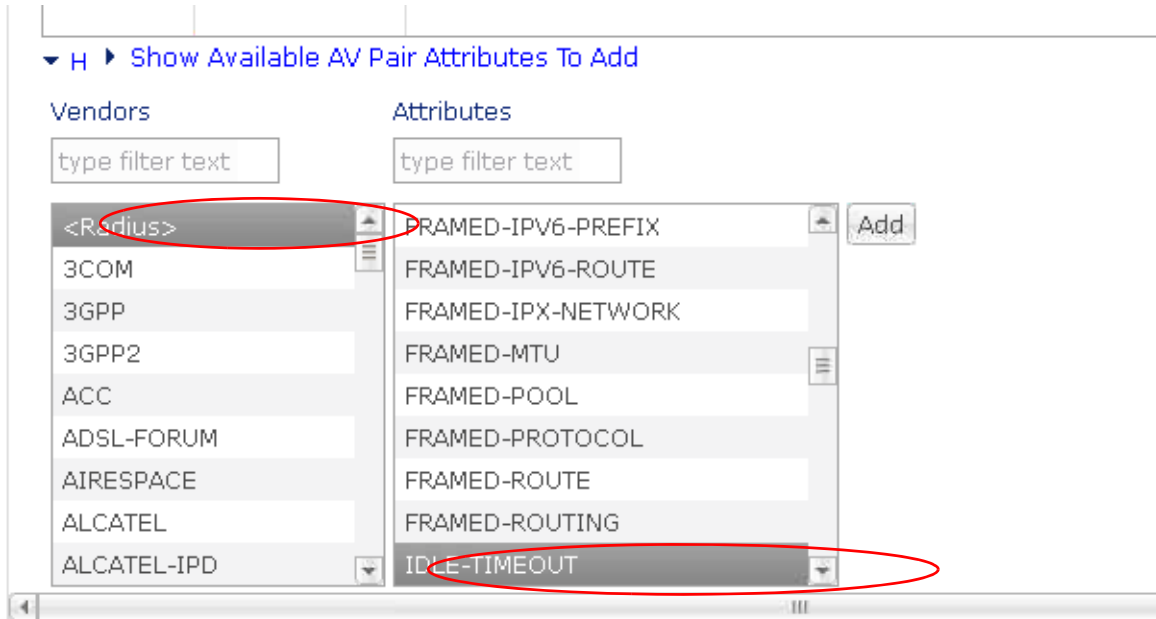 H Show Available AV Pair Attributes To Add
Vendors
Attributes
type filter text
type filter text
<Radius>
3COM
3GPP
3GPP2
ACC
ADSL-FORUM
AIRESPACE
ALCATEL
ALCATEL-IPD
FRAMED-IPV6-PREFIX
FRAMED-IPV6-ROUTE
FRAMED-IPX-NETWORK
FRAMED-MTU
FRAMED-POOL
FRAMED-PROTOCOL
FRAMED-ROUTE
FRAMED-ROUTING
IDLE-TIMEOUT
Add